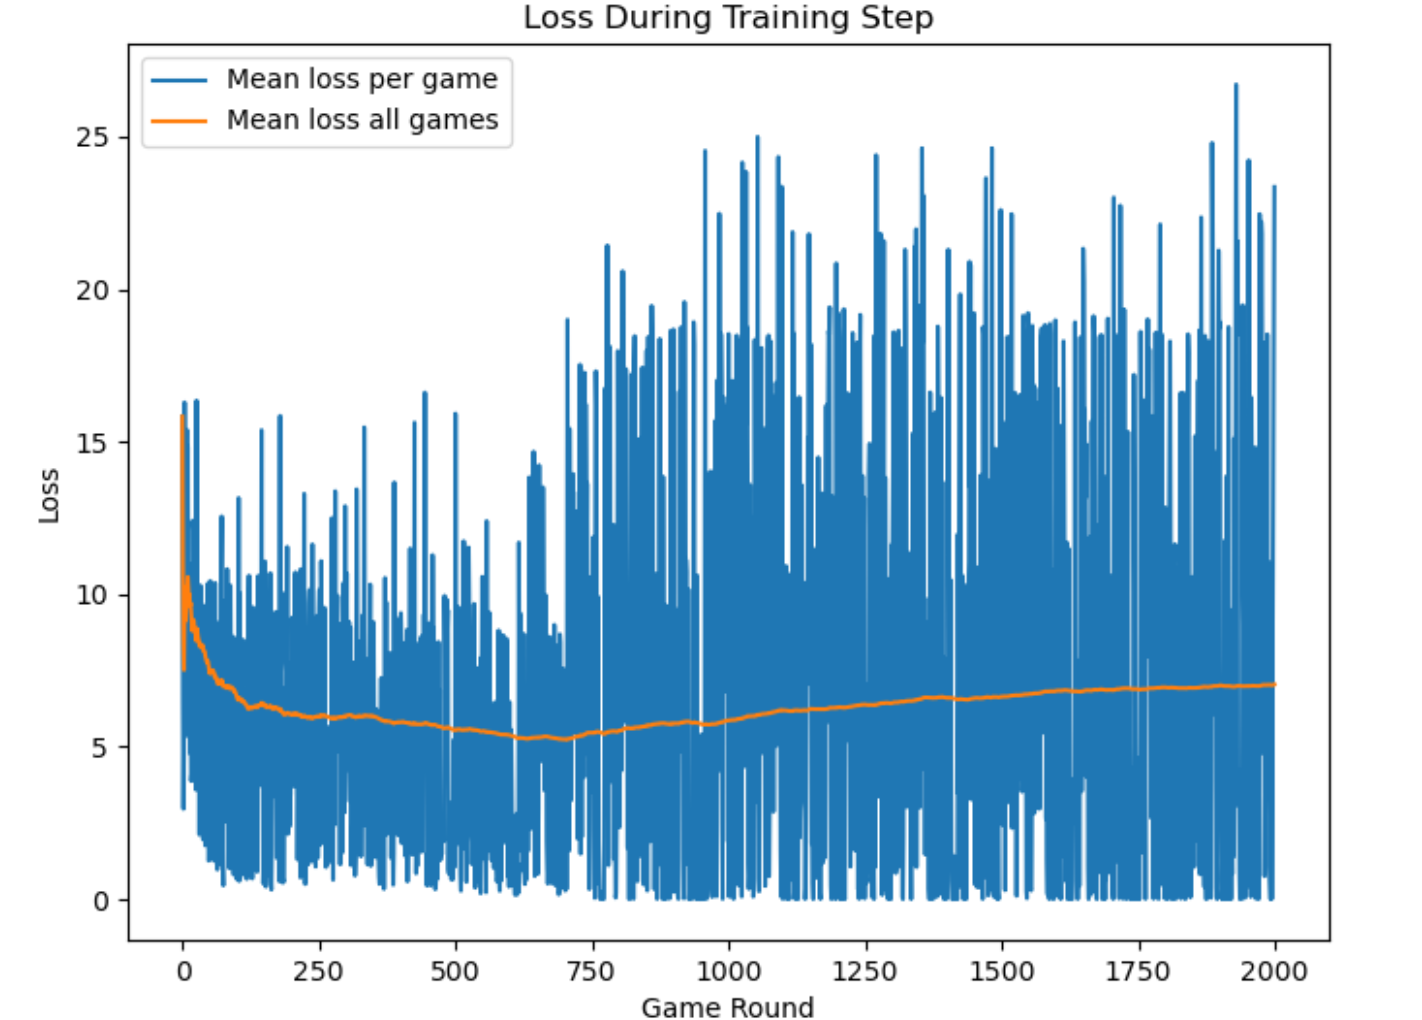 Loss During Training Step
Mean loss per game
Mean loss all games
25
20
15
10
5
0
Loss
0 250 500 750 1000 1250 1500 1750 2000
Game Round